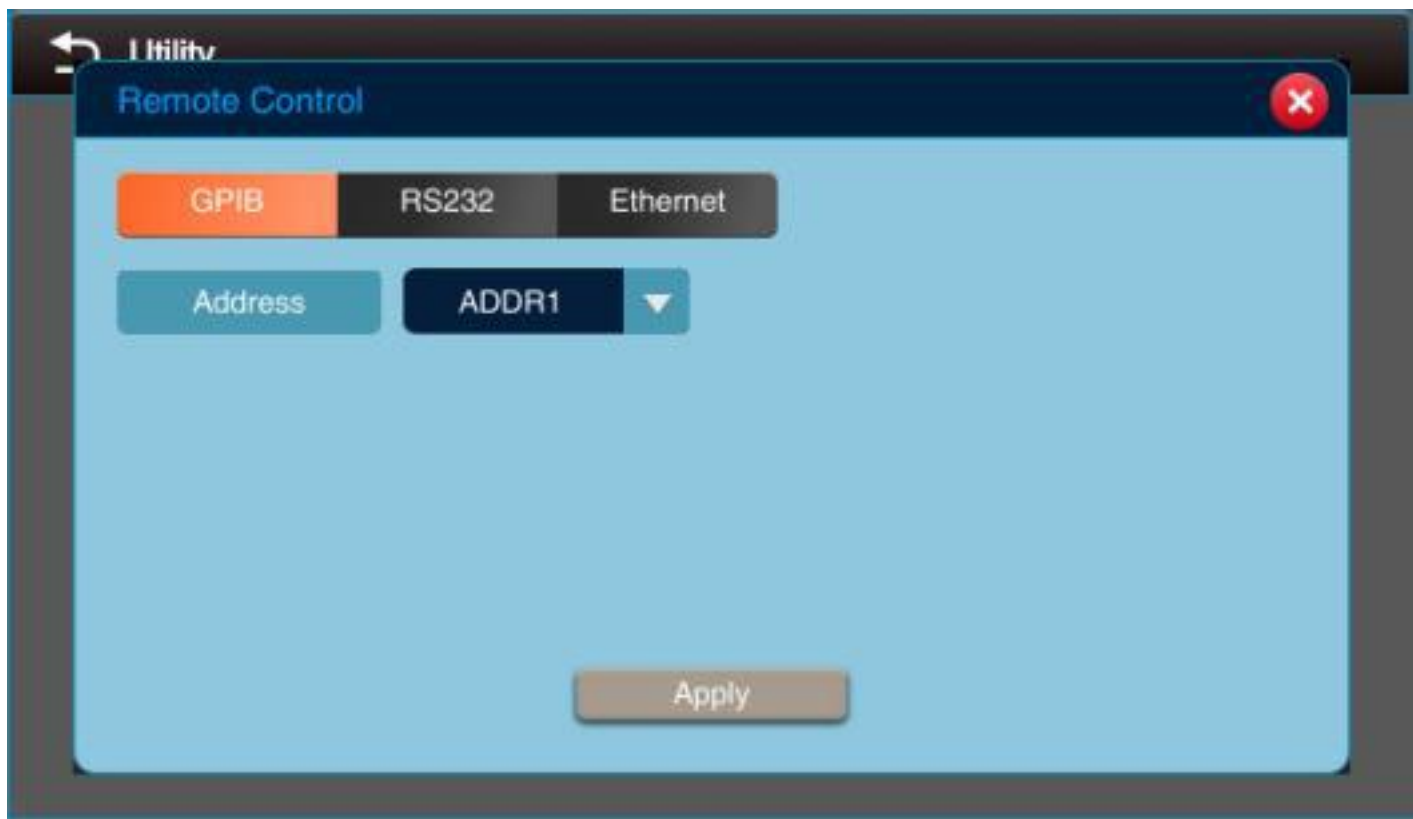 Utility
Remote Control
GPIB RS232 Ethernet
Address ADDR1
Apply